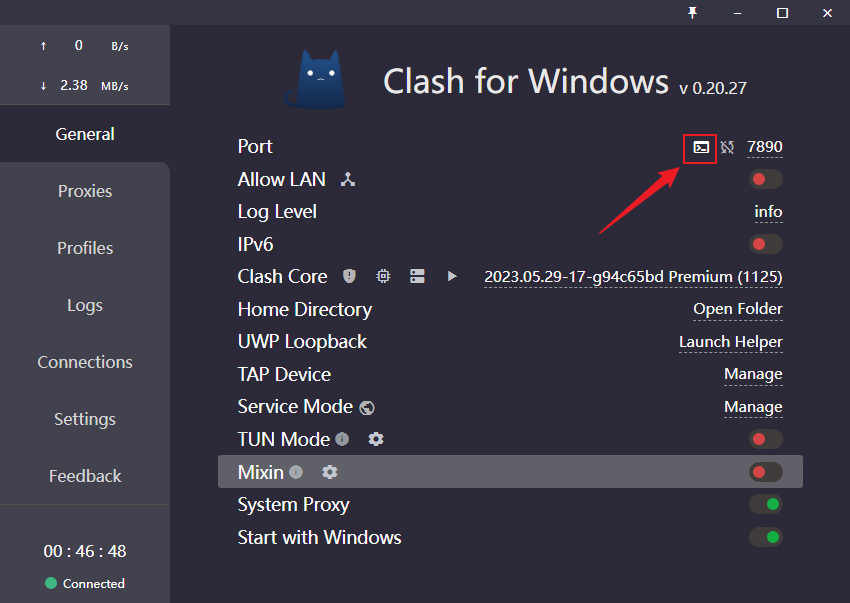 ↑ 0 B/s
↓ 2.38 MB/s
General
Proxies
Profiles
Logs
Connections
Settings
Feedback
00 : 46 : 48
Connected
Clash for Windows v 0.20.27
Port 7890
Allow LAN
Log Level info
IPv6
Clash Core 2023.05.29-17-g94c65bd Premium (1125)
Home Directory Open Folder
UWP Loopback Launch Helper
TAP Device Manage
Service Mode Manage
TUN Mode
Mixin
System Proxy
Start with Windows